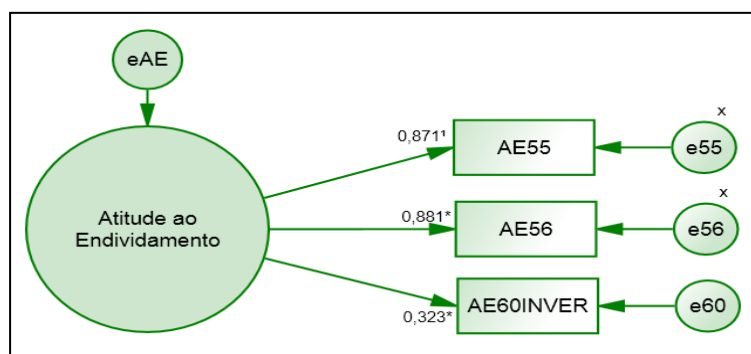 eAE
x
0,871¹
AE55
e55
x
Atitude ao
Endividamento
0,881*
AE56
e56
0,323*
AE60INVER
e60